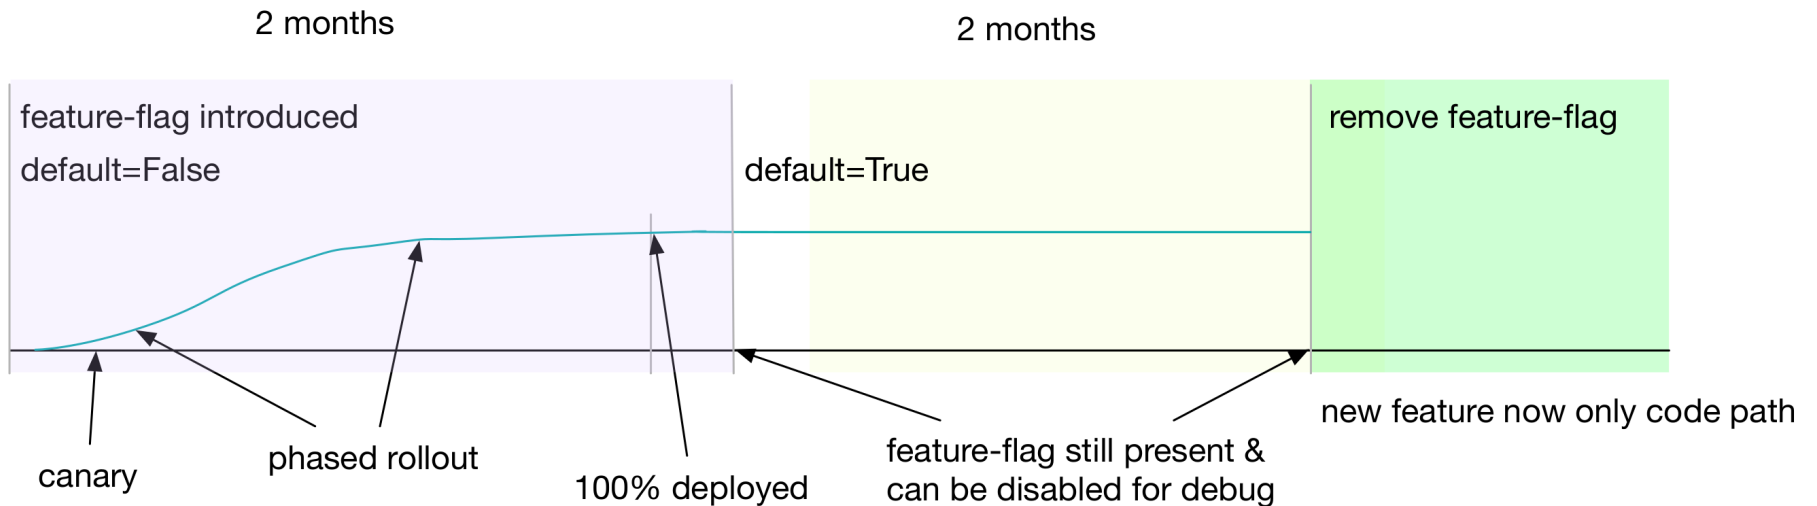 2 months
2 months
feature-flag introduced
default=False
default=True
remove feature-flag
canary
phased rollout
100% deployed
feature-flag still present &
can be disabled for debug
new feature now only code path